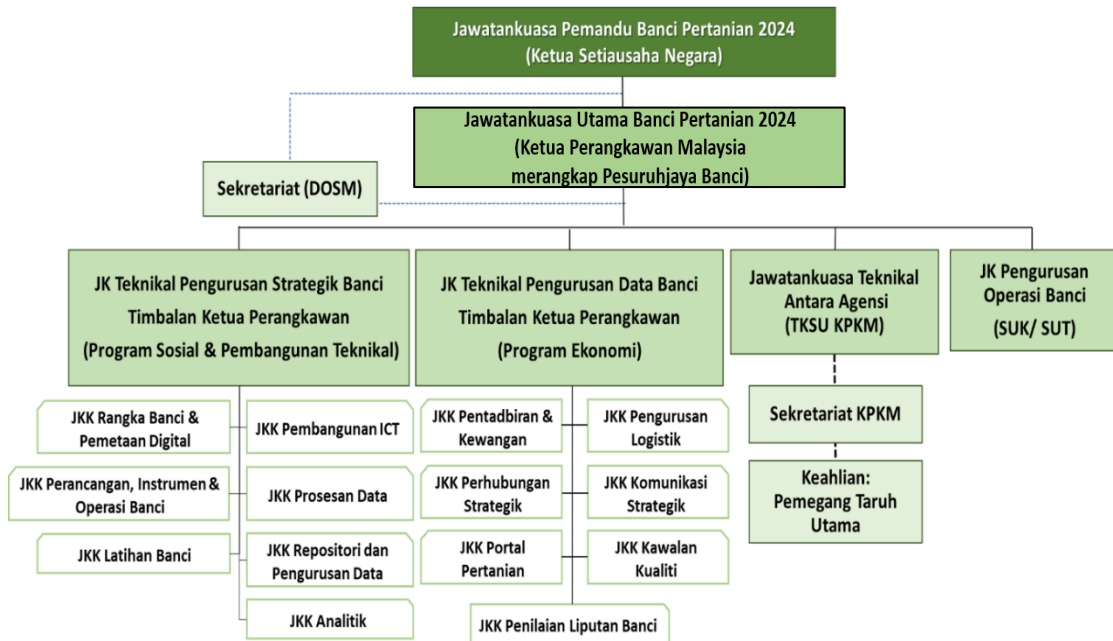 Jawatankuasa Pemandu Banci Pertanian 2024
(Ketua Setiausaha Negara)
Jawatankuasa Utama Banci Pertanian 2024
(Ketua Perangkawan Malaysia
merangkap Pesuruhjaya Banci)
Sekretariat (DOSM)
JK Teknikal Pengurusan Strategik Banci
Timbalan Ketua Perangkawan
(Program Sosial & Pembangunan Teknikal)
JK Teknikal Pengurusan Data Banci
Timbalan Ketua Perangkawan
(Program Ekonomi)
Jawatankuasa Teknikal
Antara Agensi
(TKSU KPKM)
JK Pengurusan
Operasi Banci
(SUK/ SUT)
JKK Rangka Banci &
Pemetaan Digital
JKK Pembangunan ICT
JKK Perancangan, Instrumen &
Operasi Banci
JKK Prosesan Data
JKK Latihan Banci
JKK Repositori dan
Pengurusan Data
JKK Analitik
JKK Pentadbiran &
Kewangan
JKK Pengurusan
Logistik
JKK Perhubungan
Strategik
JKK Komunikasi
Strategik
JKK Portal
Pertanian
JKK Kawalan
Kualiti
JKK Penilaian Liputan Banci
Sekretariat KPKM
Keahlian:
Pemegang Taruh
Utama